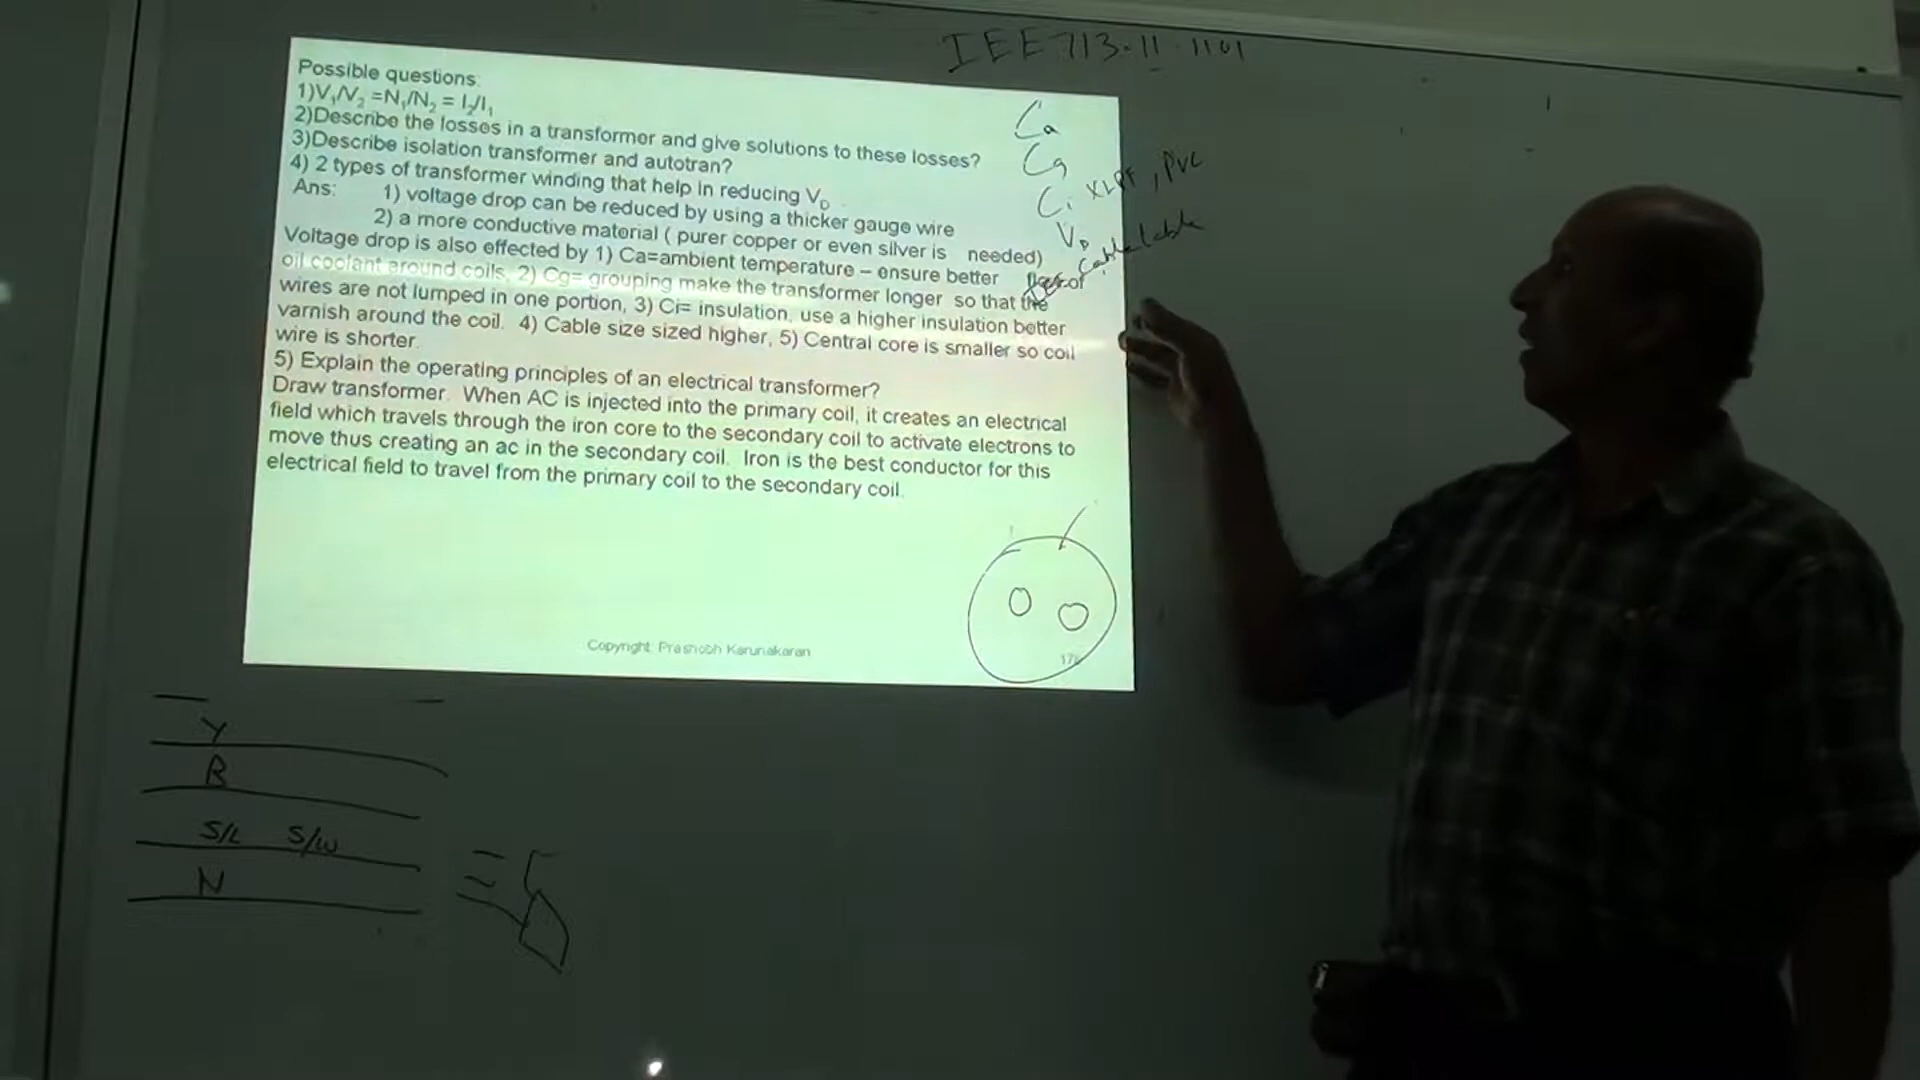 IEE 713.11 1101
Possible questions:
1)V₁/V₂ =N₁/N₂ = I₂/I₁
2)Describe the losses in a transformer and give solutions to these losses?
3)Describe isolation transformer and autotran?
4) 2 types of transformer winding that help in reducing V_D
Ans: 1) voltage drop can be reduced by using a thicker gauge wire
2) a more conductive material ( purer copper or even silver is needed)
Voltage drop is also effected by 1) Ca=ambient temperature – ensure better
oil coolant around coils, 2) Cg= grouping make the transformer longer so that the
wires are not lumped in one portion, 3) Ci= insulation, use a higher insulation better
varnish around the coil. 4) Cable size sized higher, 5) Central core is smaller so coil
wire is shorter.
5) Explain the operating principles of an electrical transformer?
Draw transformer. When AC is injected into the primary coil, it creates an electrical
field which travels through the iron core to the secondary coil to activate electrons to
move thus creating an ac in the secondary coil. Iron is the best conductor for this
electrical field to travel from the primary coil to the secondary coil.
Copyright: Prashobh Karunakaran
Ca
Cg
Ci XLPE, PVC
V_D
Y
B
S/L S/W
N